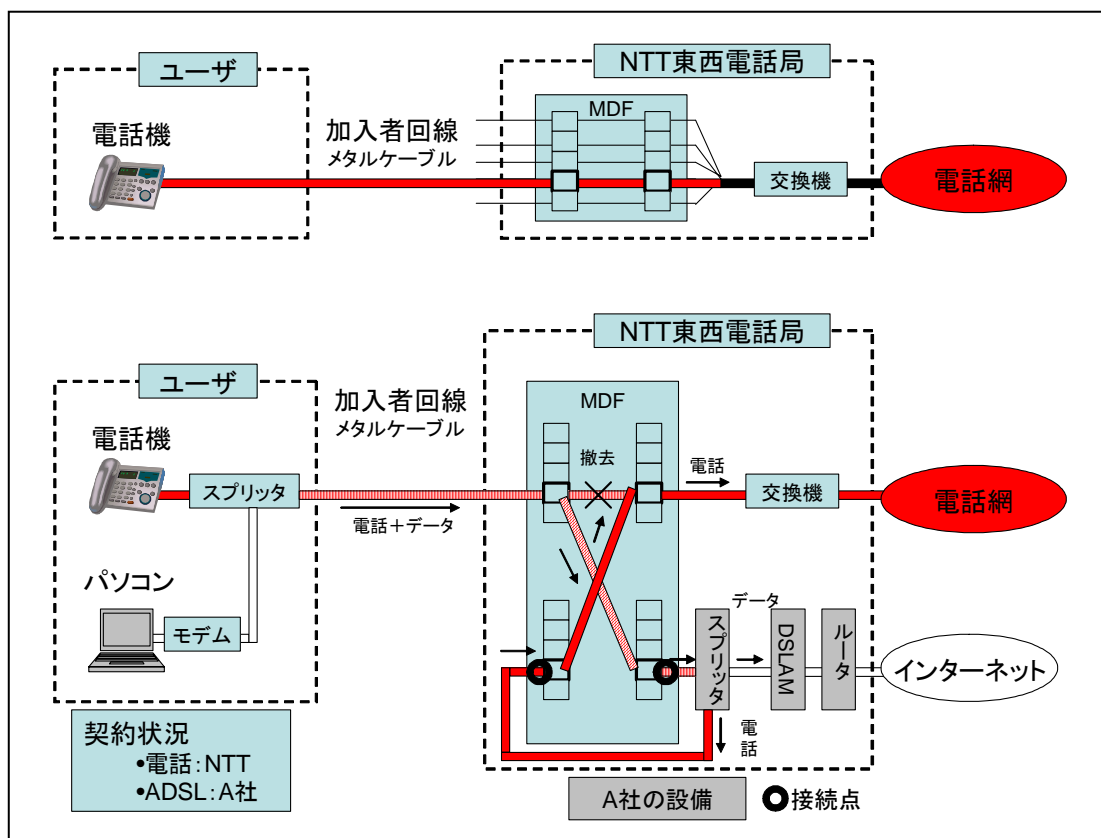 ユーザ
NTT東西電話局
MDF
電話機
加入者回線
メタルケーブル
交換機
電話網
NTT東西電話局
ユーザ
加入者回線
メタルケーブル
MDF
電話機
撤去
電話
スプリッタ
交換機
電話網
電話+データ
パソコン
データ
モデム
スプリッタ
DSLAM
ルータ
インターネット
電話
契約状況
•電話:NTT
•ADSL:A社
A社の設備
接続点